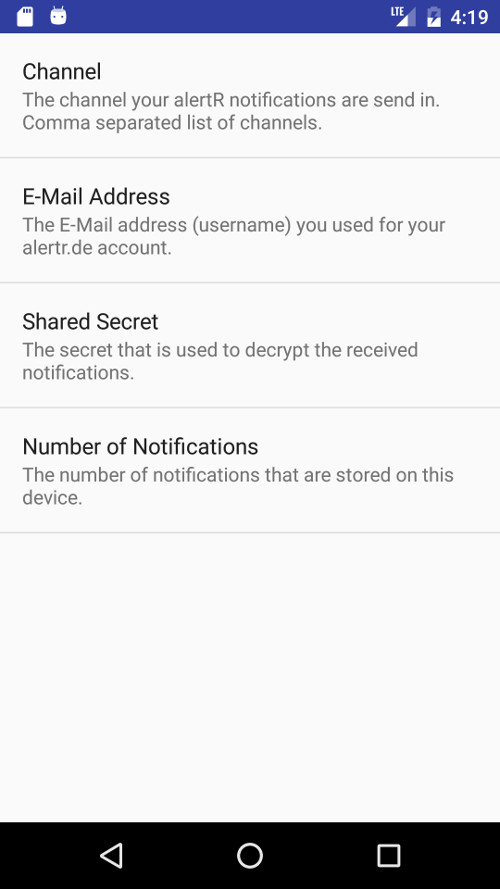 LTE 4:19
Channel
The channel your alertR notifications are send in.
Comma separated list of channels.
E-Mail Address
The E-Mail address (username) you used for your
alertr.de account.
Shared Secret
The secret that is used to decrypt the received
notifications.
Number of Notifications
The number of notifications that are stored on this
device.